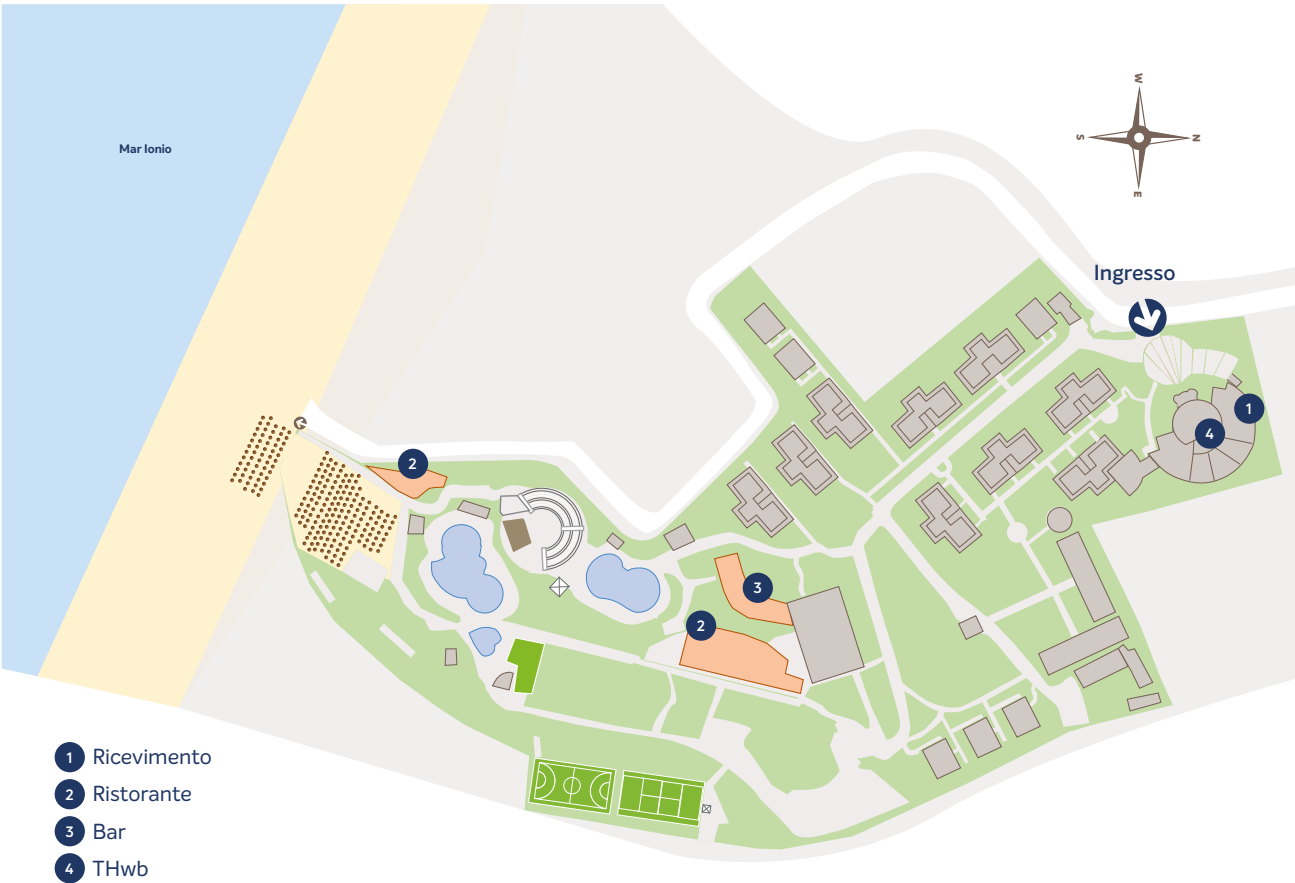 W
Mar Ionio
S
N
E
Ingresso
1
4
2
3
2
1 Ricevimento
2 Ristorante
3 Bar
4 THwb